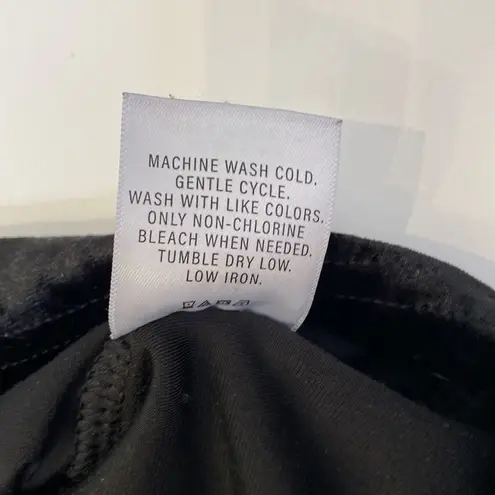 MACHINE WASH COLD.
GENTLE CYCLE.
WASH WITH LIKE COLORS.
ONLY NON-CHLORINE
BLEACH WHEN NEEDED.
TUMBLE DRY LOW.
LOW IRON.